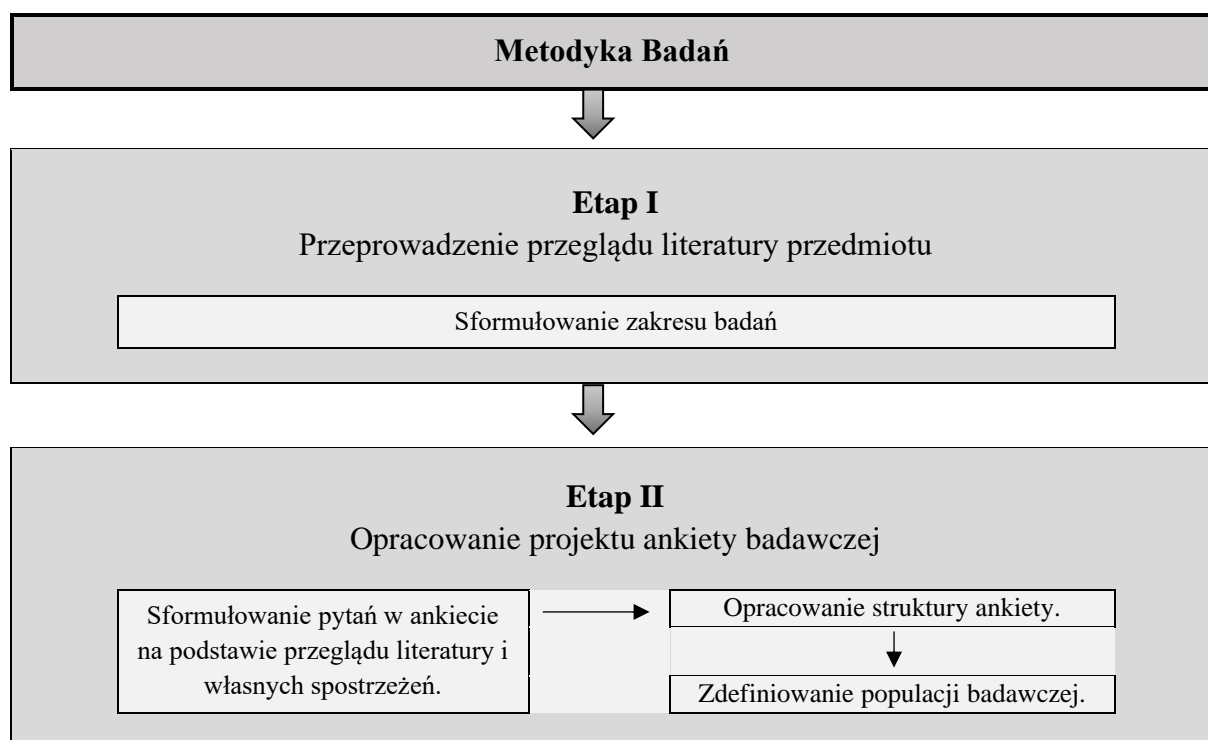 Metodyka Badań
Etap I
Przeprowadzenie przeglądu literatury przedmiotu
Sformułowanie zakresu badań
Etap II
Opracowanie projektu ankiety badawczej
Sformułowanie pytań w ankiecie
na podstawie przeglądu literatury i
własnych spostrzeżeń.
Opracowanie struktury ankiety.
Zdefiniowanie populacji badawczej.